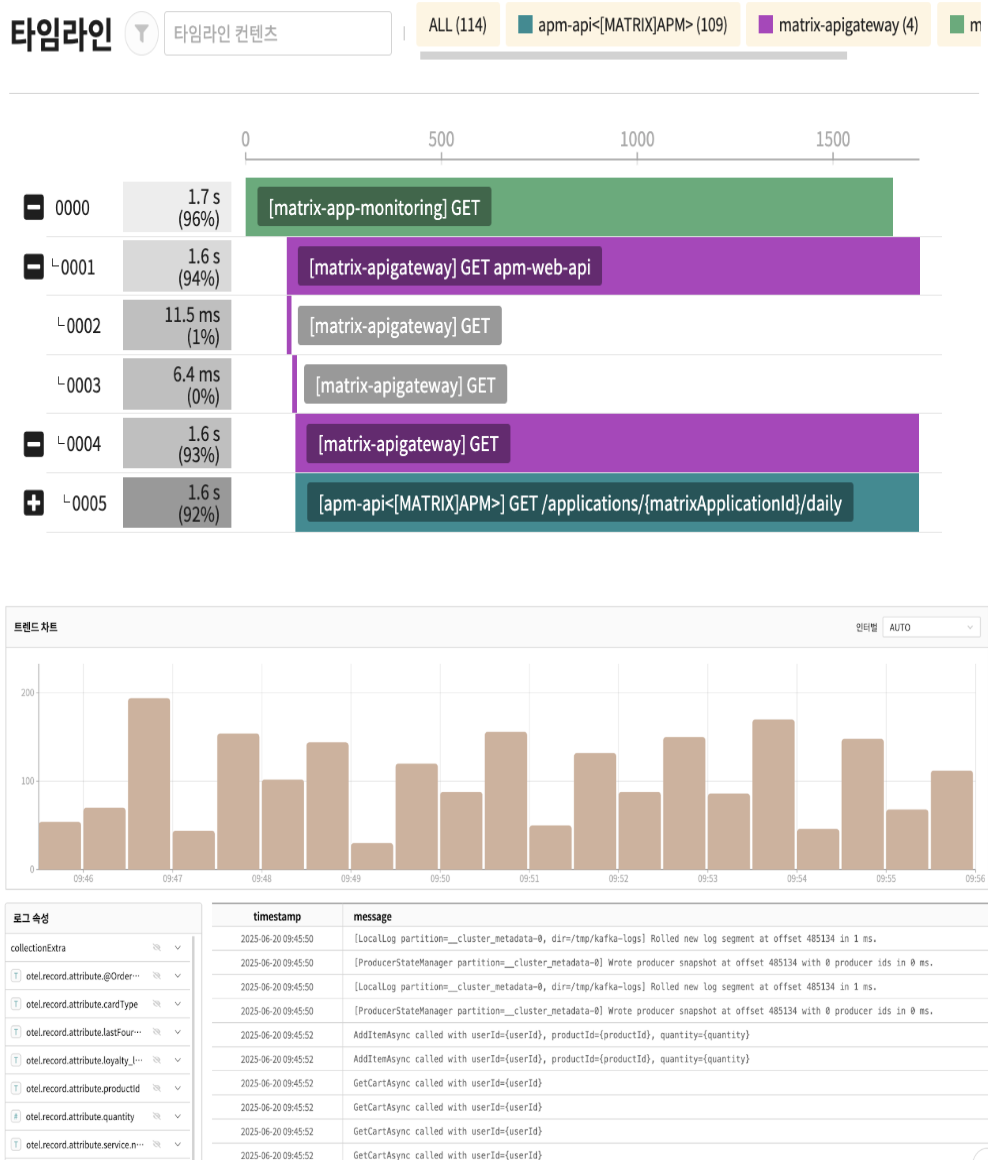 타임라인
타임라인 컨텐츠
ALL (114)
apm-api<[MATRIX]APM> (109)
matrix-apigateway (4)
0 500 1000 1500
0000 1.7 s (96%) [matrix-app-monitoring] GET
└0001 1.6 s (94%) [matrix-apigateway] GET apm-web-api
└0002 11.5 ms (1%) [matrix-apigateway] GET
└0003 6.4 ms (0%) [matrix-apigateway] GET
└0004 1.6 s (93%) [matrix-apigateway] GET
└0005 1.6 s (92%) [apm-api<[MATRIX]APM>] GET /applications/{matrixApplicationId}/daily
트렌드 차트
인터벌 AUTO
200
100
0
09:46 09:47 09:48 09:49 09:50 09:51 09:52 09:53 09:54 09:55 09:56
로그 속성
collectionExtra
T otel.record.attribute.@Order···
T otel.record.attribute.cardType
T otel.record.attribute.lastFour···
T otel.record.attribute.loyalty_l···
T otel.record.attribute.productId
# otel.record.attribute.quantity
T otel.record.attribute.service.n···
timestamp message
2025-06-20 09:45:50 [LocalLog partition=__cluster_metadata-0, dir=/tmp/kafka-logs] Rolled new log segment at offset 485134 in 1 ms.
2025-06-20 09:45:50 [ProducerStateManager partition=__cluster_metadata-0] Wrote producer snapshot at offset 485134 with 0 producer ids in 0 ms.
2025-06-20 09:45:50 [LocalLog partition=__cluster_metadata-0, dir=/tmp/kafka-logs] Rolled new log segment at offset 485134 in 1 ms.
2025-06-20 09:45:50 [ProducerStateManager partition=__cluster_metadata-0] Wrote producer snapshot at offset 485134 with 0 producer ids in 0 ms.
2025-06-20 09:45:52 AddItemAsync called with userId={userId}, productId={productId}, quantity={quantity}
2025-06-20 09:45:52 AddItemAsync called with userId={userId}, productId={productId}, quantity={quantity}
2025-06-20 09:45:52 GetCartAsync called with userId={userId}
2025-06-20 09:45:52 GetCartAsync called with userId={userId}
2025-06-20 09:45:52 GetCartAsync called with userId={userId}
2025-06-20 09:45:52 GetCartAsync called with userId={userId}